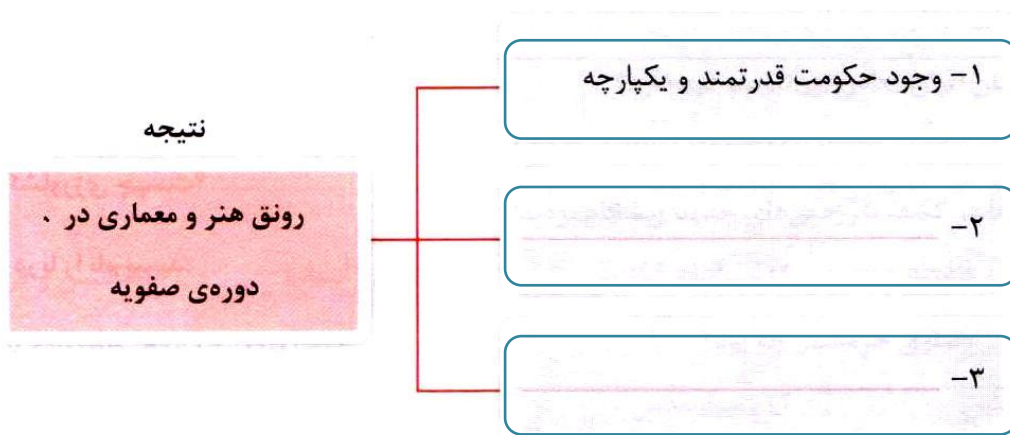 ۱- وجود حکومت قدرتمند و یکپارچه
نتیجه
رونق هنر و معماری در .
دوره‌ی صفویه
۲-
۳-